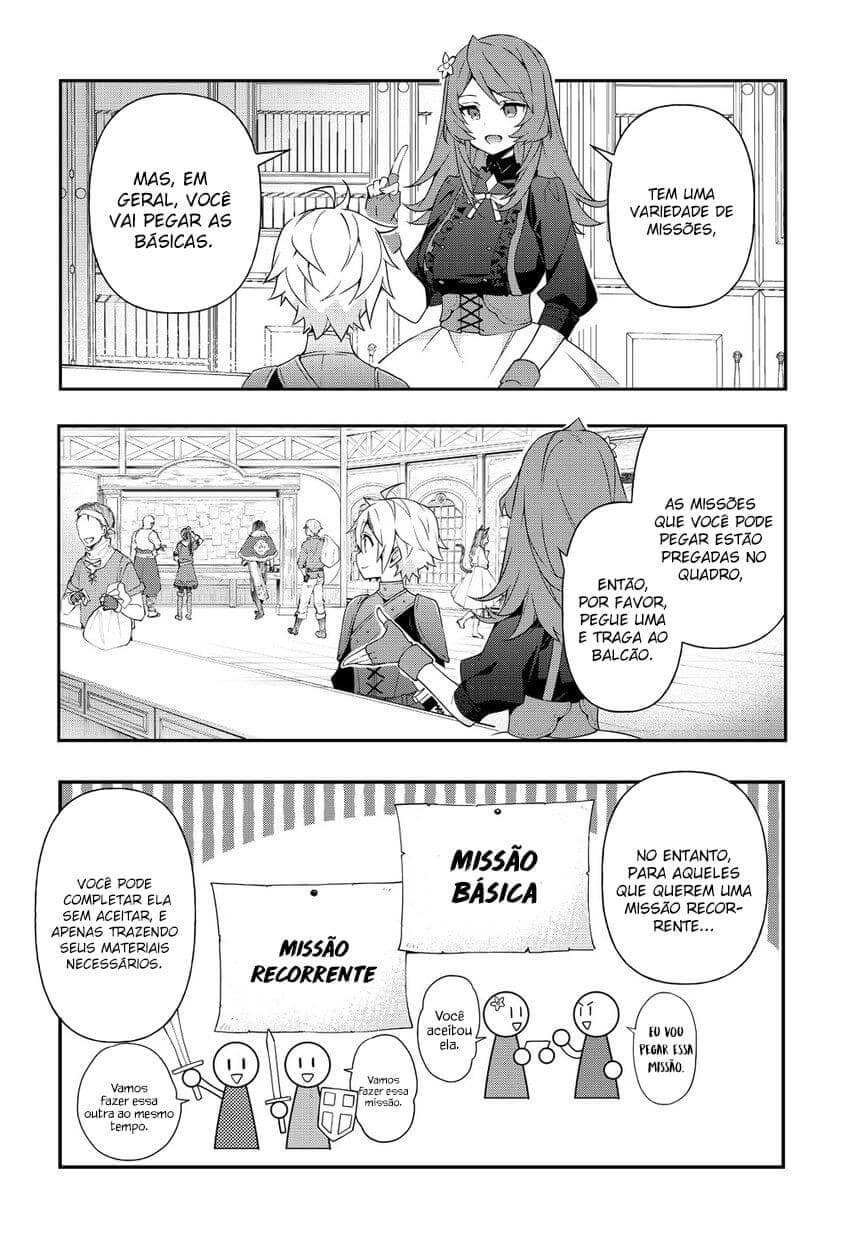 TEM UMA
VARIEDADE DE
MISSÕES,
MAS, EM
GERAL, VOCÊ
VAI PEGAR AS
BÁSICAS.
AS MISSÕES
QUE VOCÊ PODE
PEGAR ESTÃO
PREGADAS NO
QUADRO,
ENTÃO,
POR FAVOR,
PEGUE UMA
E TRAGA AO
BALCÃO.
NO ENTANTO,
PARA AQUELES
QUE QUEREM UMA
MISSÃO RECOR-
RENTE...
MISSÃO
BÁSICA
MISSÃO
RECORRENTE
VOCÊ PODE
COMPLETAR ELA
SEM ACEITAR, E
APENAS TRAZENDO
SEUS MATERIAIS
NECESSÁRIOS.
EU VOU
PEGAR ESSA
MISSÃO.
Você
aceitou
ela.
Vamos
fazer essa
missão.
Vamos
fazer essa
outra ao mesmo
tempo.